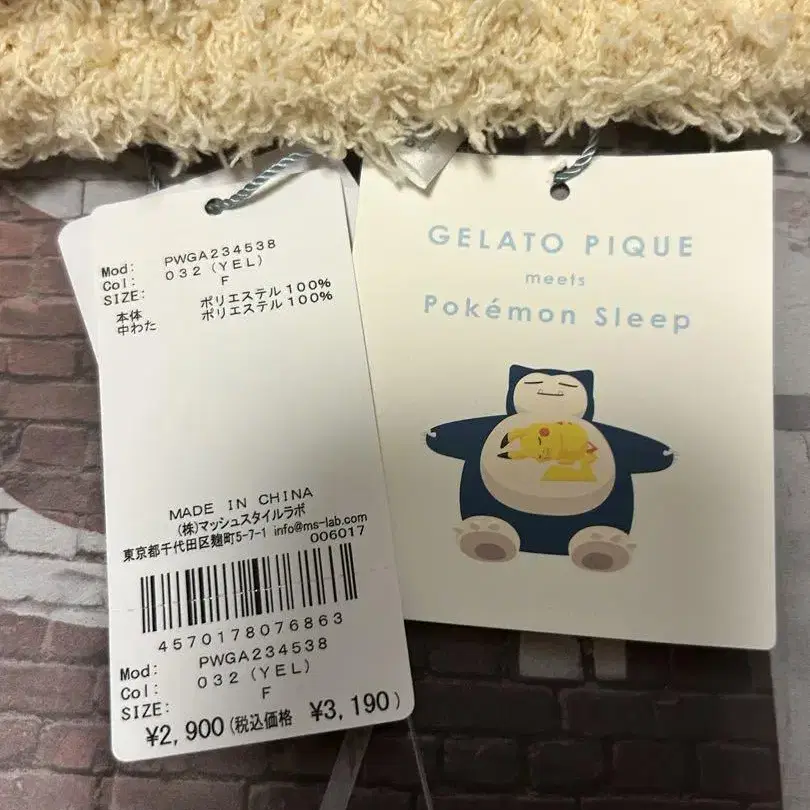 Mod: PWGA234538
Col: 032 (YEL)
SIZE: F
本体 ポリエステル100%
中わた ポリエステル100%
MADE IN CHINA
(株)マッシュスタイルラボ
東京都千代田区麹町5-7-1 info@ms-lab.com
006017
4570178076863
Mod: PWGA234538
Col: 032 (YEL)
SIZE: F
¥2,900(税込価格 ¥3,190)
GELATO PIQUE
meets
Pokémon Sleep